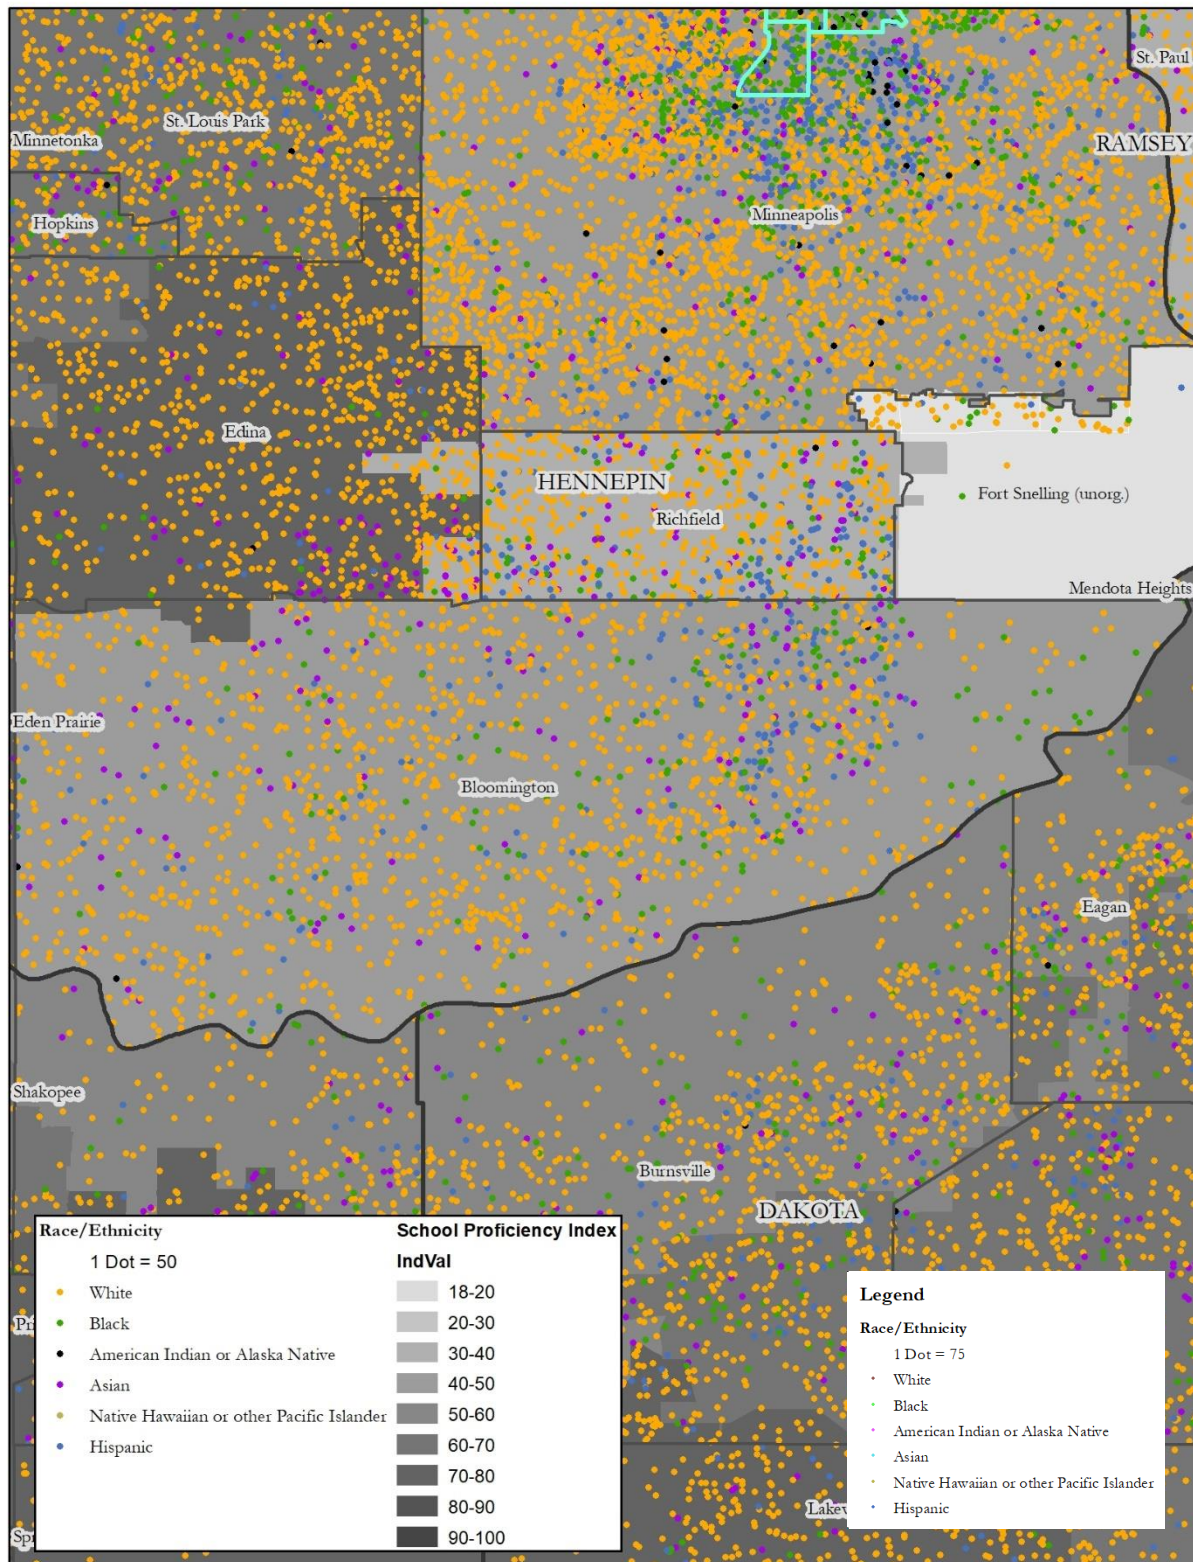 St. Paul
St. Louis Park
Minnetonka
RAMSEY
Hopkins
Minneapolis
Edina
HENNEPIN
Fort Snelling (unorg.)
Richfield
Mendota Heights
Eden Prairie
Bloomington
Eagan
Shakopee
Burnsville
DAKOTA
Race/Ethnicity
1 Dot = 50
White
Black
American Indian or Alaska Native
Asian
Native Hawaiian or other Pacific Islander
Hispanic
School Proficiency Index
IndVal
18-20
20-30
30-40
40-50
50-60
60-70
70-80
80-90
90-100
Legend
Race/Ethnicity
1 Dot = 75
White
Black
American Indian or Alaska Native
Asian
Native Hawaiian or other Pacific Islander
Hispanic